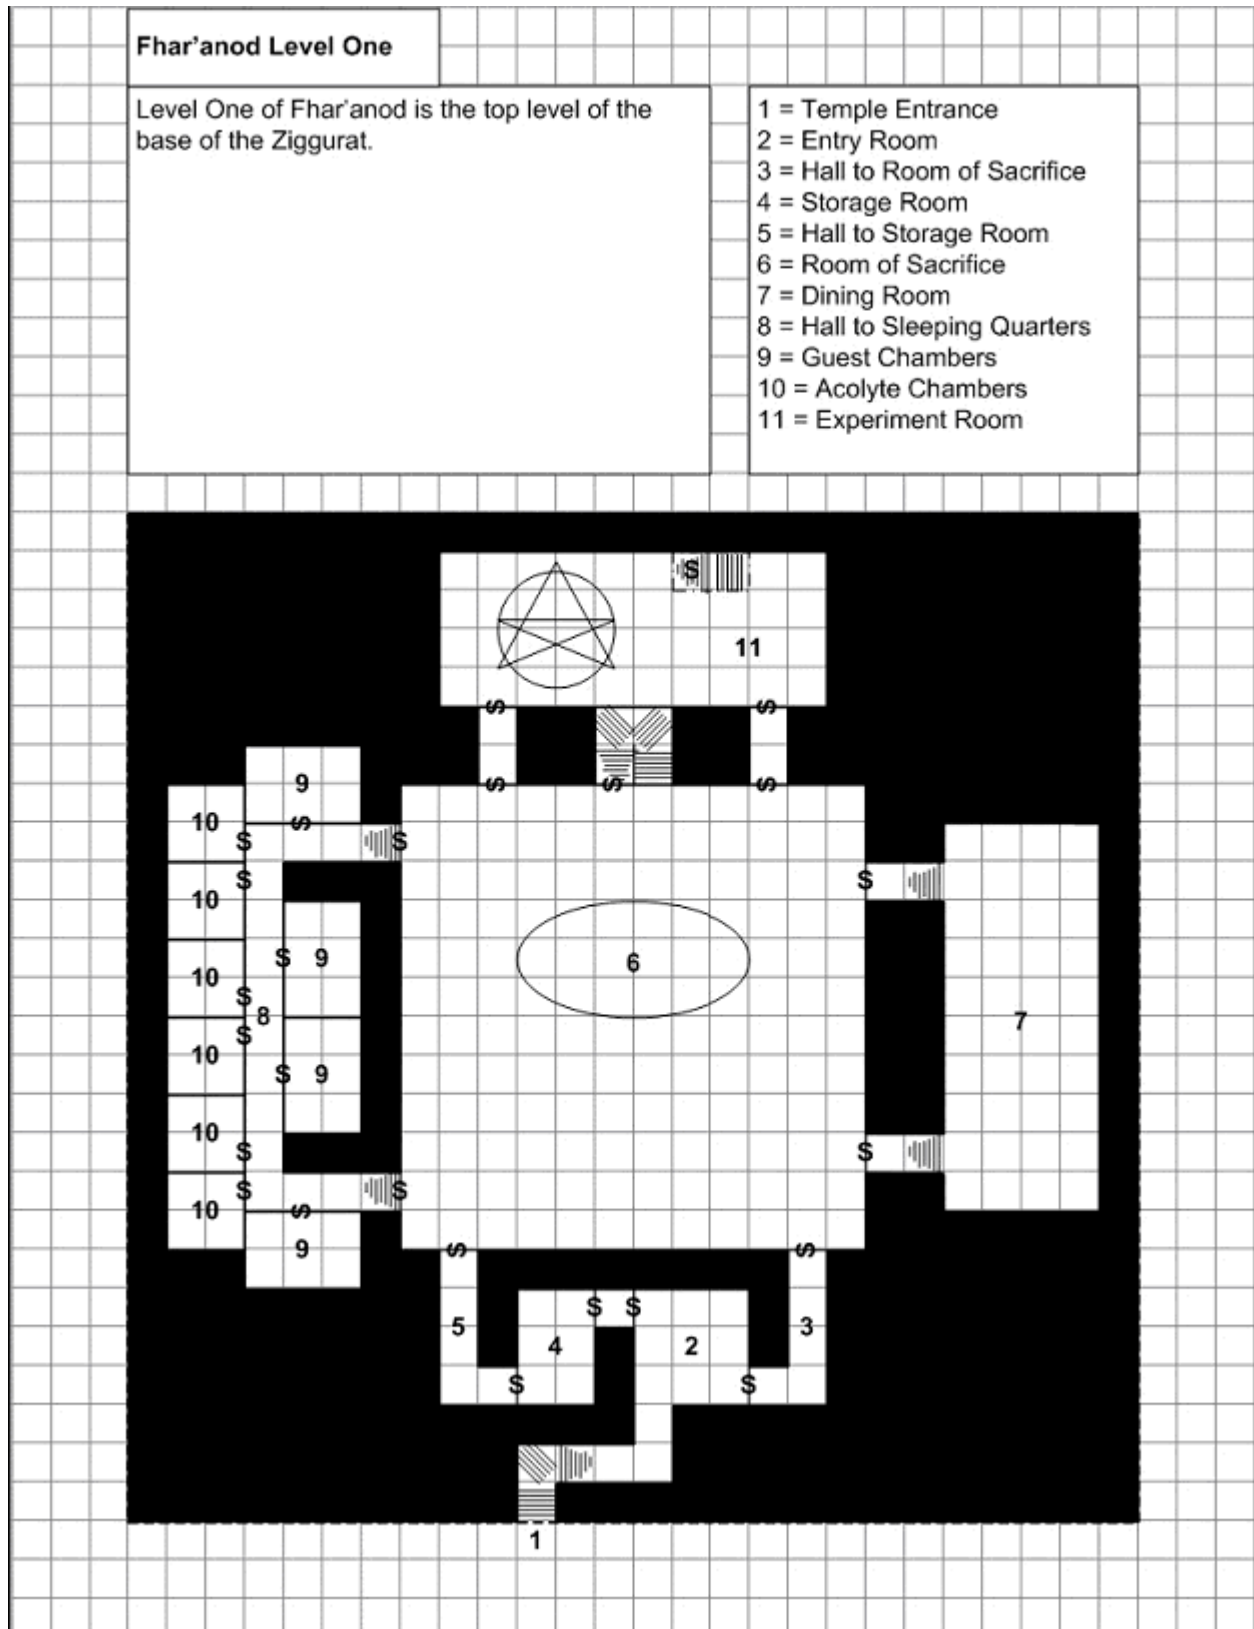 Fhar'anod Level One
Level One of Fhar'anod is the top level of the
base of the Ziggurat.
1 = Temple Entrance
2 = Entry Room
3 = Hall to Room of Sacrifice
4 = Storage Room
5 = Hall to Storage Room
6 = Room of Sacrifice
7 = Dining Room
8 = Hall to Sleeping Quarters
9 = Guest Chambers
10 = Acolyte Chambers
11 = Experiment Room
S
11
S S
S S S
9
10 S
S S S
S
10 S
S 9
6
10
S
8
7
10 S
S 9
10
S S
S S
10
S
9
S S
S S
5
3
4
2
S S
1